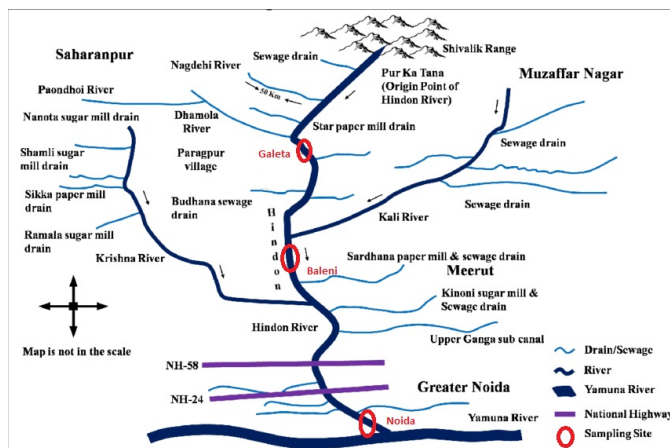 Saharanpur
Sewage drain
Shivalik Range
Nagdehi River
50 Km
Pur Ka Tana
(Origin Point of
Hindon River)
Muzaffar Nagar
Paondhoi River
Nanota sugar mill drain
Dhamola
River
Star paper mill drain
Sewage drain
Shamli sugar
mill drain
Paragpur
village
Galeta
Sikka paper mill
drain
Budhana sewage
drain
Sewage drain
Kali River
Ramala sugar mill
drain
Hindon
Krishna River
Baleni
Sardhana paper mill & sewage drain
Meerut
Kinoni sugar mill &
Sewage drain
Hindon River
Upper Ganga sub canal
Map is not in the scale
NH-58
NH-24
Greater Noida
Noida
Yamuna River
Drain/Sewage
River
Yamuna River
National Highway
Sampling Site